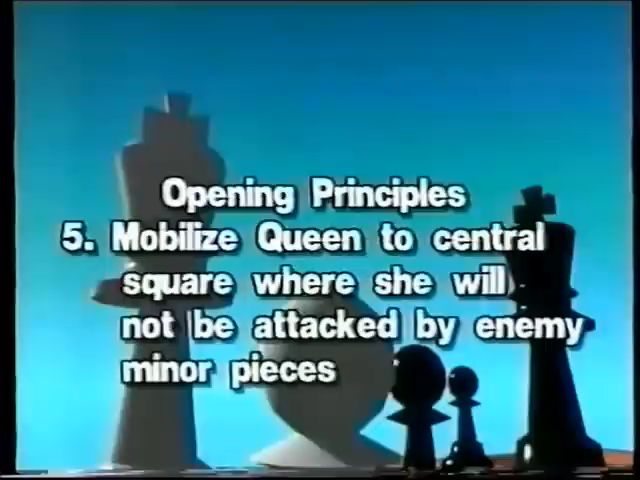 Opening Principles
5. Mobilize Queen to central
square where she will
not be attacked by enemy
minor pieces